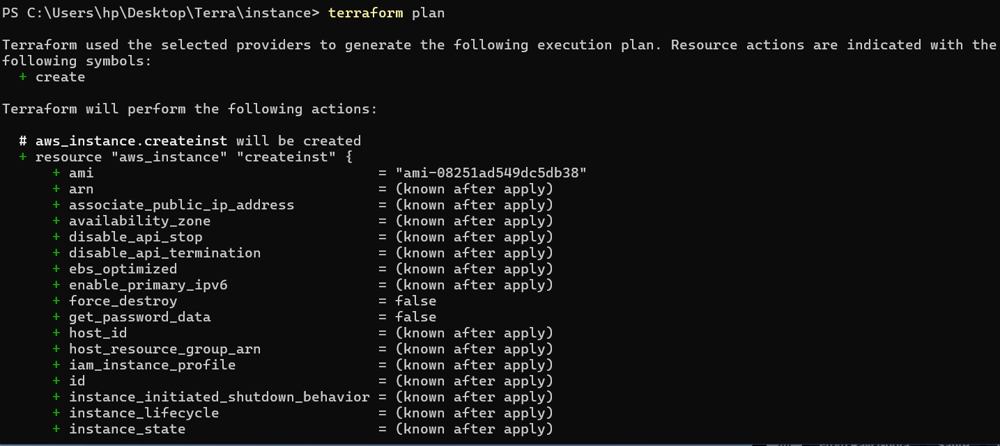 PS C:\Users\hp\Desktop\Terra\instance> terraform plan
Terraform used the selected providers to generate the following execution plan. Resource actions are indicated with the
following symbols:
+ create
Terraform will perform the following actions:
# aws_instance.createinst will be created
+ resource "aws_instance" "createinst" {
+ ami = "ami-08251ad549dc5db38"
+ arn = (known after apply)
+ associate_public_ip_address = (known after apply)
+ availability_zone = (known after apply)
+ disable_api_stop = (known after apply)
+ disable_api_termination = (known after apply)
+ ebs_optimized = (known after apply)
+ enable_primary_ipv6 = (known after apply)
+ force_destroy = false
+ get_password_data = false
+ host_id = (known after apply)
+ host_resource_group_arn = (known after apply)
+ iam_instance_profile = (known after apply)
+ id = (known after apply)
+ instance_initiated_shutdown_behavior = (known after apply)
+ instance_lifecycle = (known after apply)
+ instance_state = (known after apply)